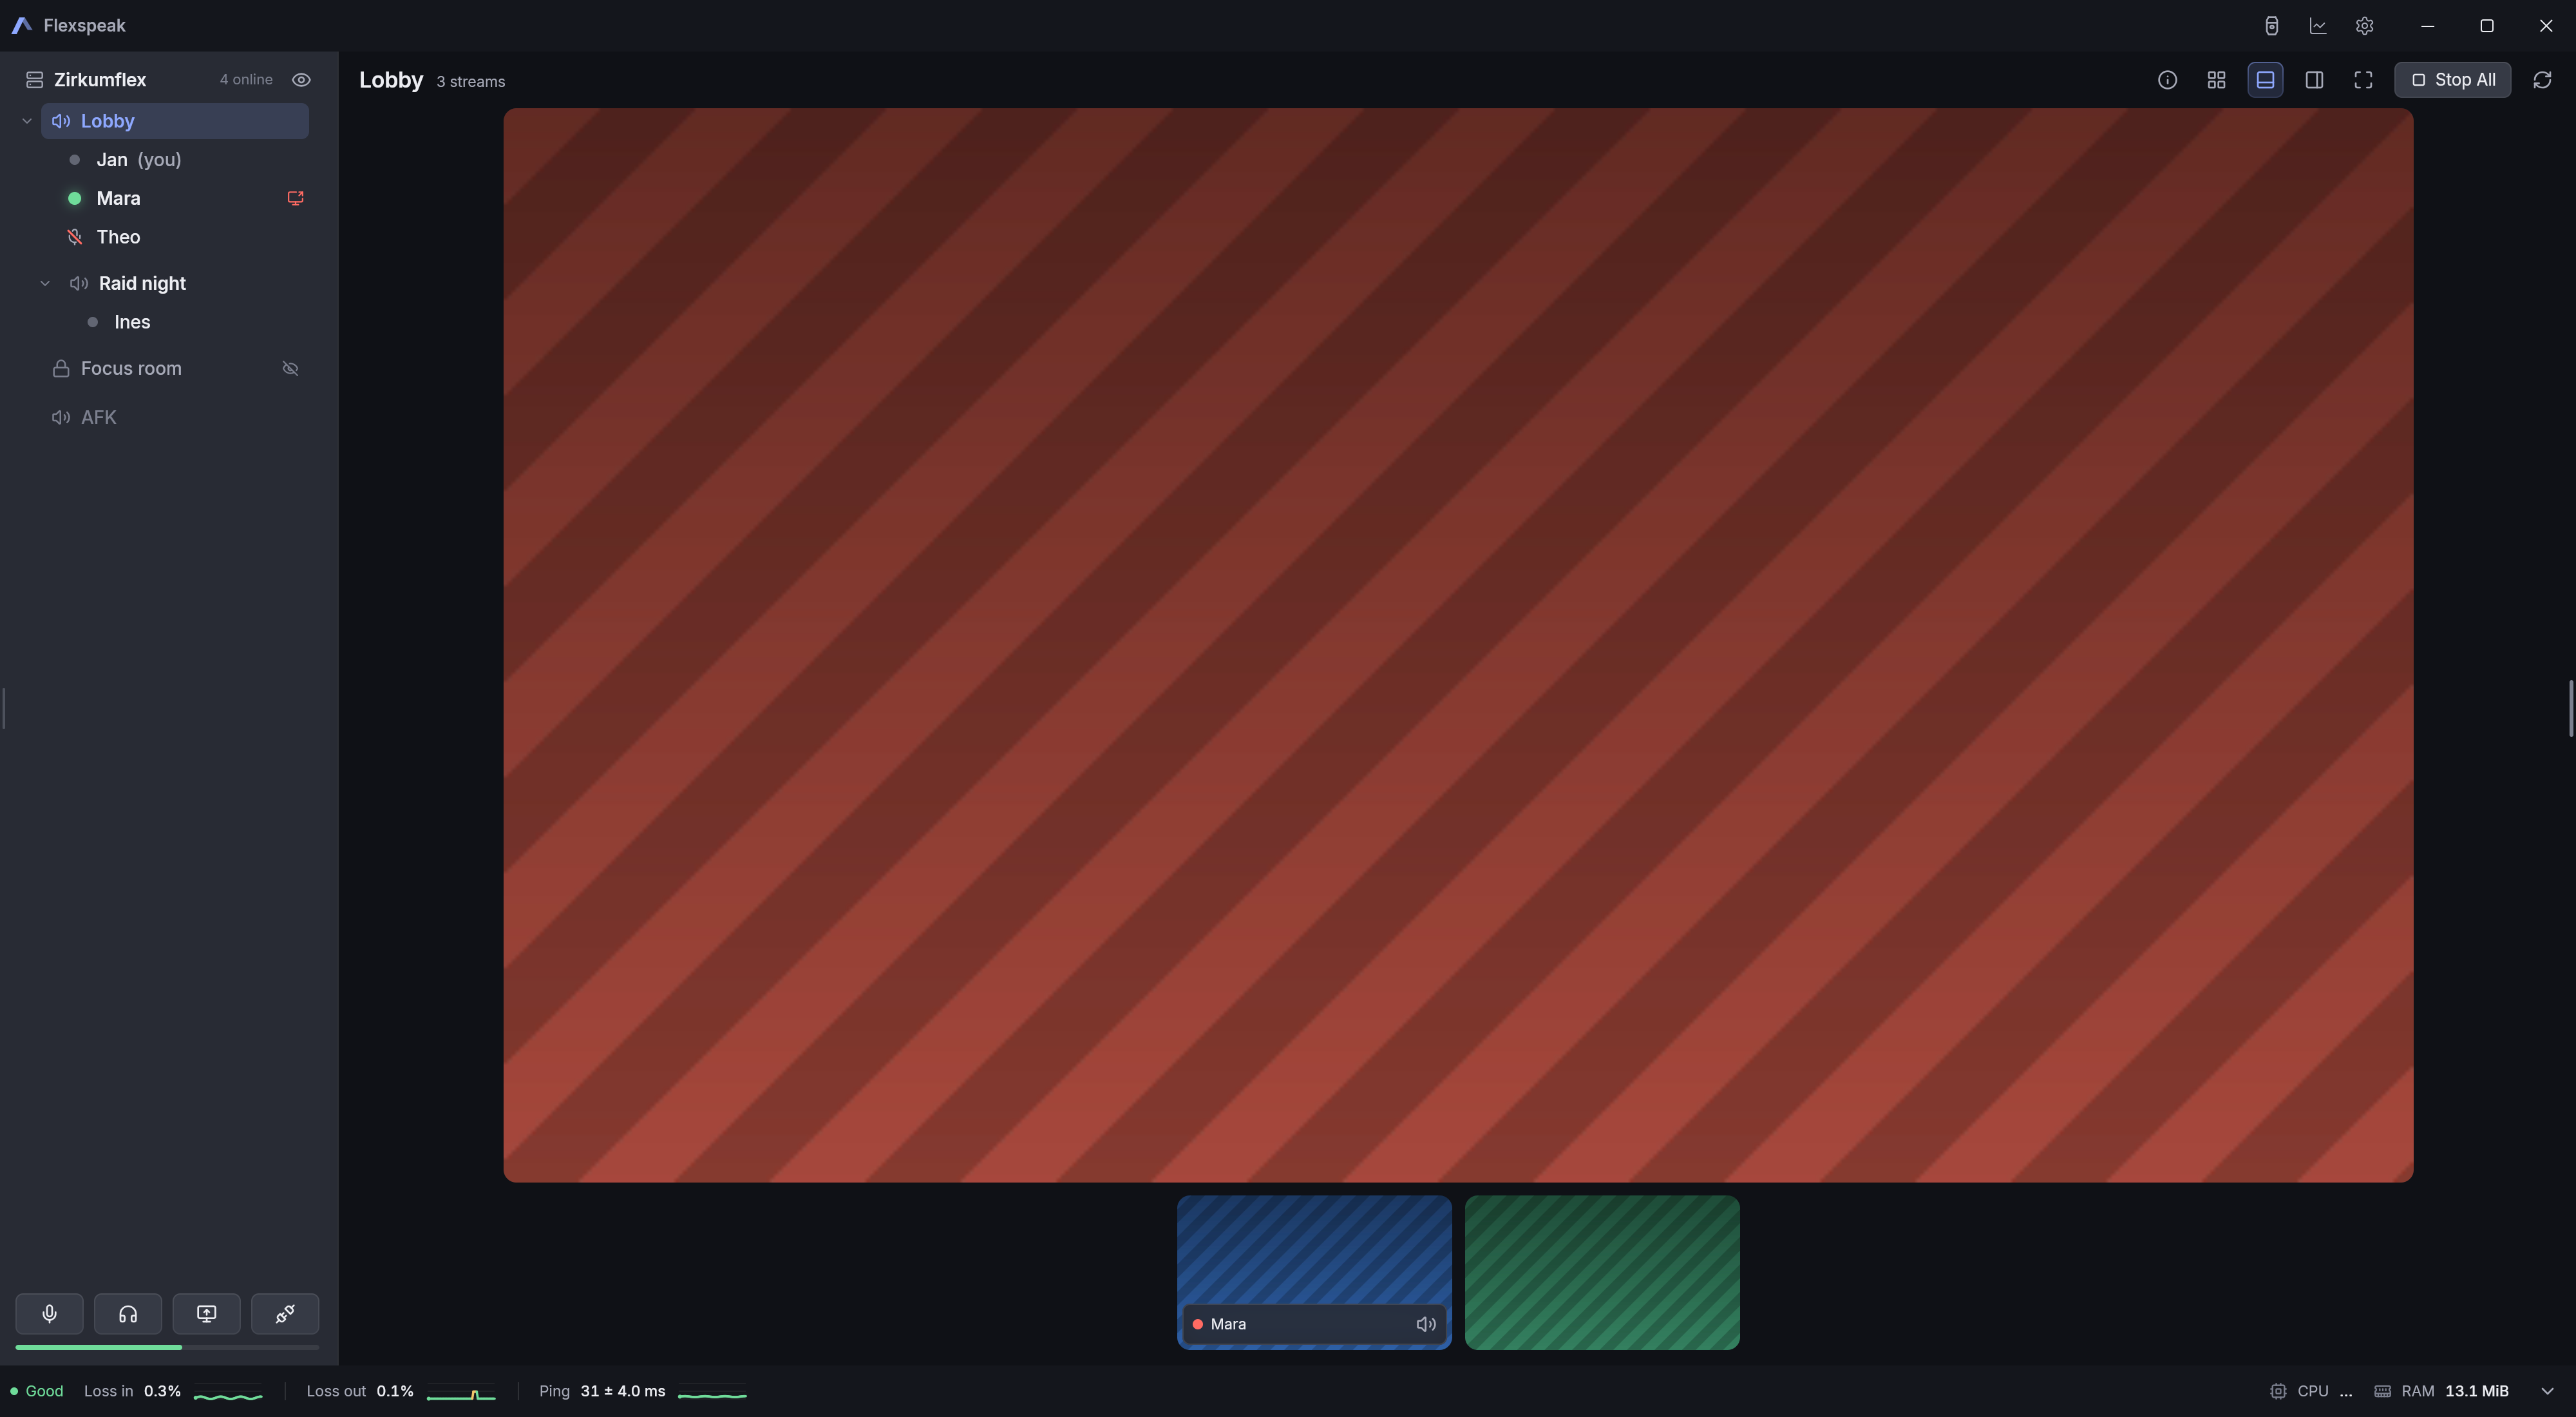 Flexspeak
Zirkumflex 4 online
Lobby
Jan (you)
Mara
Theo
Raid night
Ines
Focus room
AFK
Lobby 3 streams
Stop All
Mara
Good Loss in 0.3% Loss out 0.1% Ping 31 ± 4.0 ms CPU ... RAM 13.1 MiB